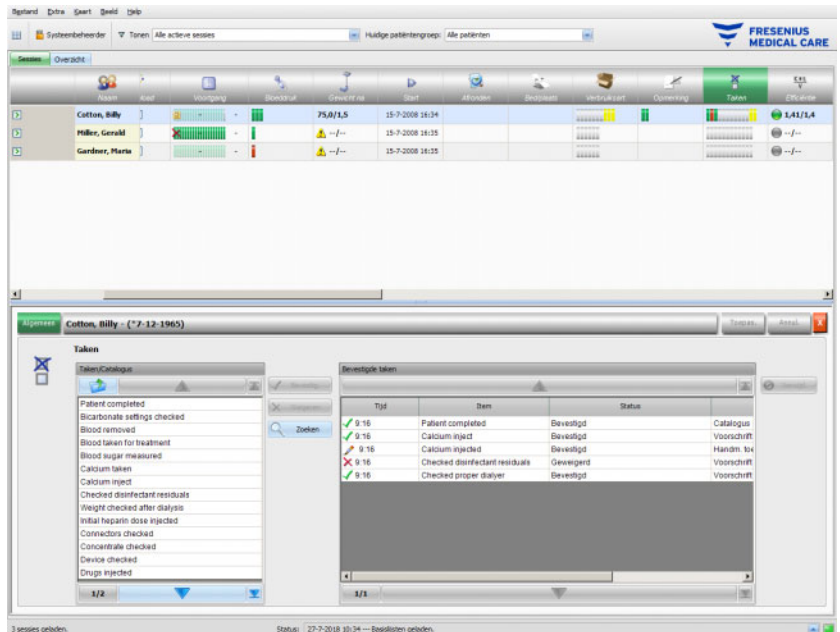 Bestand Extra Kaart Beeld Help
Systeembeheerder Tonen Alle actieve sessies Huidige patiëntengroep: Alle patiënten
FRESENIUS
MEDICAL CARE
Sessies Overzicht
Naam Voortgang Bloeddruk Gewicht na Start Afronden Bedplaats Verbruiksart Opmerking Taken Efficiëntie
Cotton, Billy 75,0/1,5 15-7-2008 16:34 1,41/1,4
Miller, Gerald - --/-- 15-7-2008 16:35 --/--
Gardner, Maria - --/-- 15-7-2008 16:35 --/--
Algemeen Cotton, Billy - (*7-12-1965) Toepas. Annul. X
Taken
Taken/Catalogus Bevestigde taken
Zoeken
Patient completed
Bicarbonate settings checked
Blood removed
Blood taken for treatment
Blood sugar measured
Calcium taken
Calcium inject
Checked disinfectant residuals
Weight checked after dialysis
Initial heparin dose injected
Connectors checked
Concentrate checked
Device checked
Drugs injected
1/2
Tijd Item Status
9:16 Patient completed Bevestigd Catalogus
9:16 Calcium inject Bevestigd Voorschrift
9:16 Calcium injected Bevestigd Handm. toe
9:16 Checked disinfectant residuals Geweigerd Voorschrift
9:16 Checked proper dialyer Bevestigd Voorschrift
1/1
3 sessies geladen. Status: 27-7-2018 10:34 --- Basislijsten geladen.